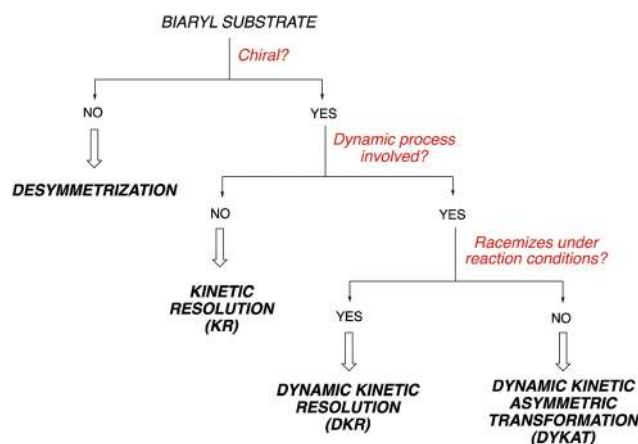 BIARYL SUBSTRATE
Chiral?
NO
YES
DESYMMETRIZATION
Dynamic process
involved?
NO
YES
KINETIC
RESOLUTION
(KR)
Racemizes under
reaction conditions?
YES
NO
DYNAMIC KINETIC
RESOLUTION
(DKR)
DYNAMIC KINETIC
ASYMMETRIC
TRANSFORMATION
(DYKAT)